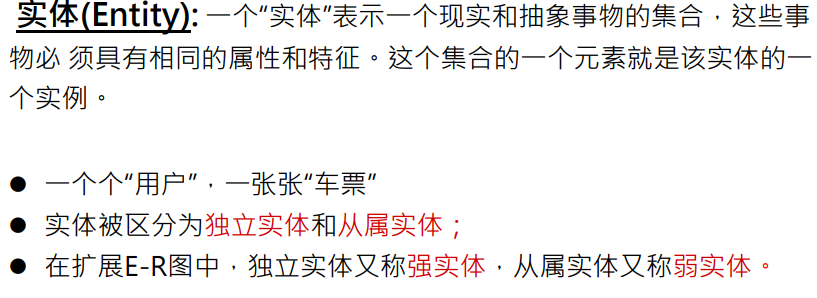 实体(Entity): 一个“实体”表示一个现实和抽象事物的集合，这些事
物必 须具有相同的属性和特征。这个集合的一个元素就是该实体的一
个实例。
● 一个个“用户”，一张张“车票”
● 实体被区分为独立实体和从属实体；
● 在扩展E-R图中，独立实体又称强实体，从属实体又称弱实体。